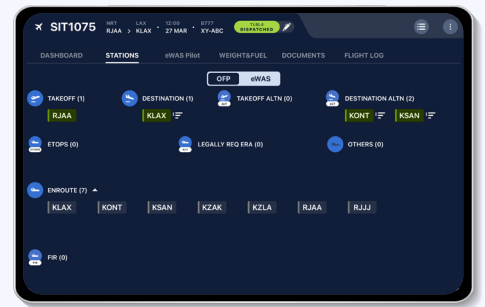 SIT1075
NRT LAX 12:00 B777
RJAA > KLAX · 27 MAR · XY-ABC
DISPATCHED
DASHBOARD STATIONS eWAS Pilot WEIGHT&FUEL DOCUMENTS FLIGHT LOG
OFP eWAS
TAKEOFF (1) DESTINATION (1) TAKEOFF ALTN (0) DESTINATION ALTN (2)
RJAA KLAX KONT KSAN
ETOPS (0) LEGALLY REQ ERA (0) OTHERS (0)
ENROUTE (7)
KLAX KONT KSAN KZAK KZLA RJAA RJJJ
FIR (0)